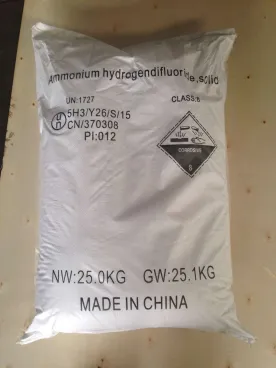 Ammonium hydrogendifluoride,solid
UN:1727 CLASS:8
5H3/Y26/S/15
CN/370308
PI:012
CORROSIVE
8
NW:25.0KG GW:25.1KG
MADE IN CHINA